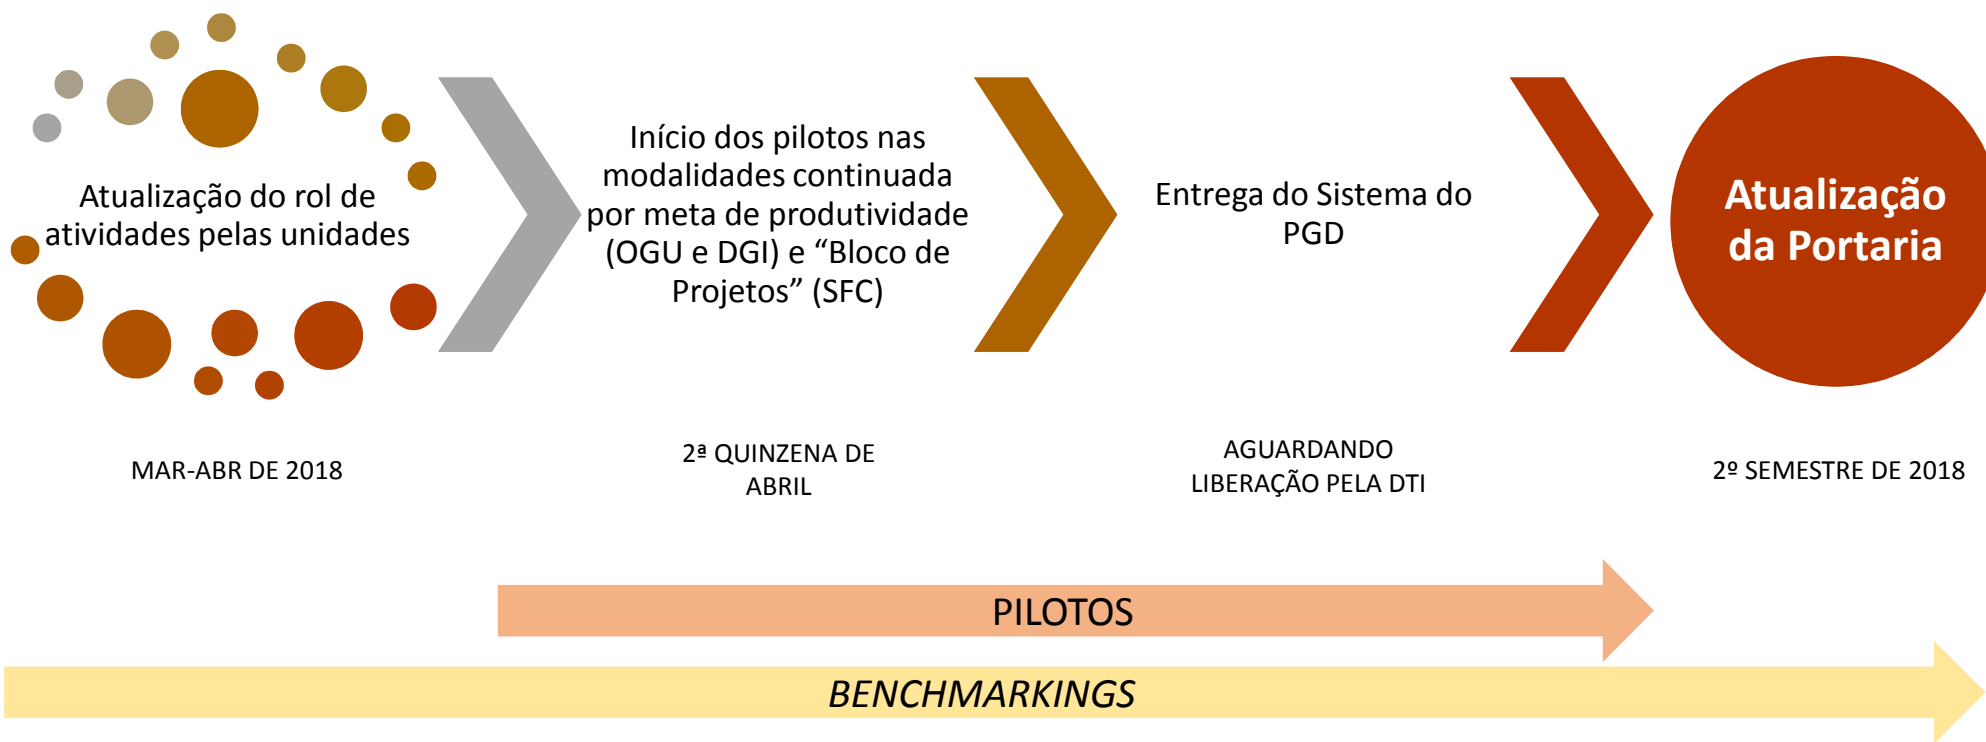 Atualização do rol de
atividades pelas unidades
Início dos pilotos nas
modalidades continuada
por meta de produtividade
(OGU e DGI) e “Bloco de
Projetos” (SFC)
Entrega do Sistema do
PGD
Atualização
da Portaria
MAR-ABR DE 2018
2ª QUINZENA DE
ABRIL
AGUARDANDO
LIBERAÇÃO PELA DTI
2º SEMESTRE DE 2018
PILOTOS
BENCHMARKINGS